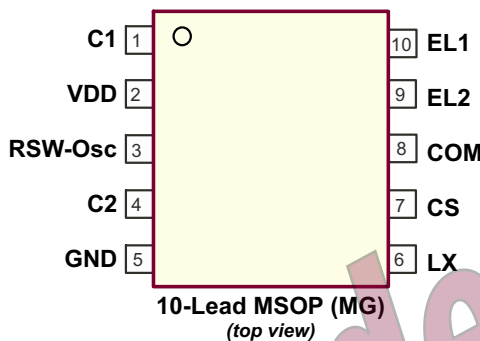 C1 1 10 EL1
VDD 2 9 EL2
RSW-Osc 3 8 COM
C2 4 7 CS
GND 5 6 LX
10-Lead MSOP (MG)
(top view)